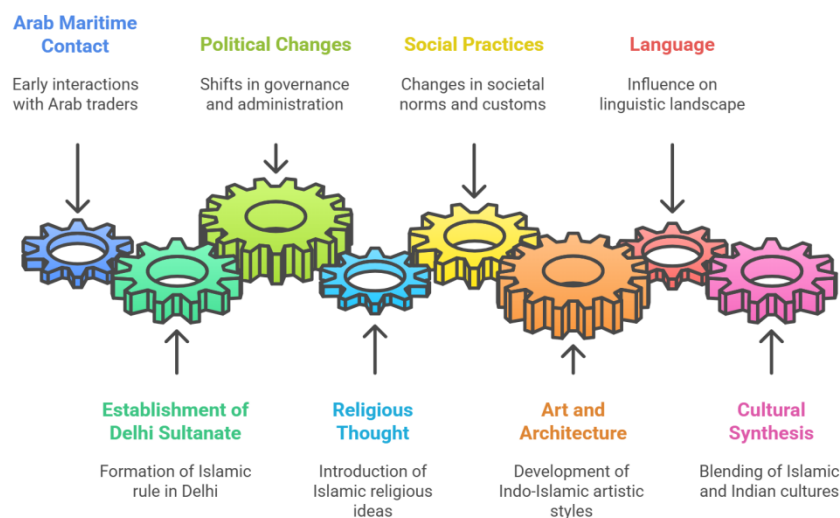 Arab Maritime
Contact
Early interactions
with Arab traders
Political Changes
Shifts in governance
and administration
Social Practices
Changes in societal
norms and customs
Language
Influence on
linguistic landscape
Establishment of
Delhi Sultanate
Formation of Islamic
rule in Delhi
Religious
Thought
Introduction of
Islamic religious
ideas
Art and
Architecture
Development of
Indo-Islamic artistic
styles
Cultural
Synthesis
Blending of Islamic
and Indian cultures